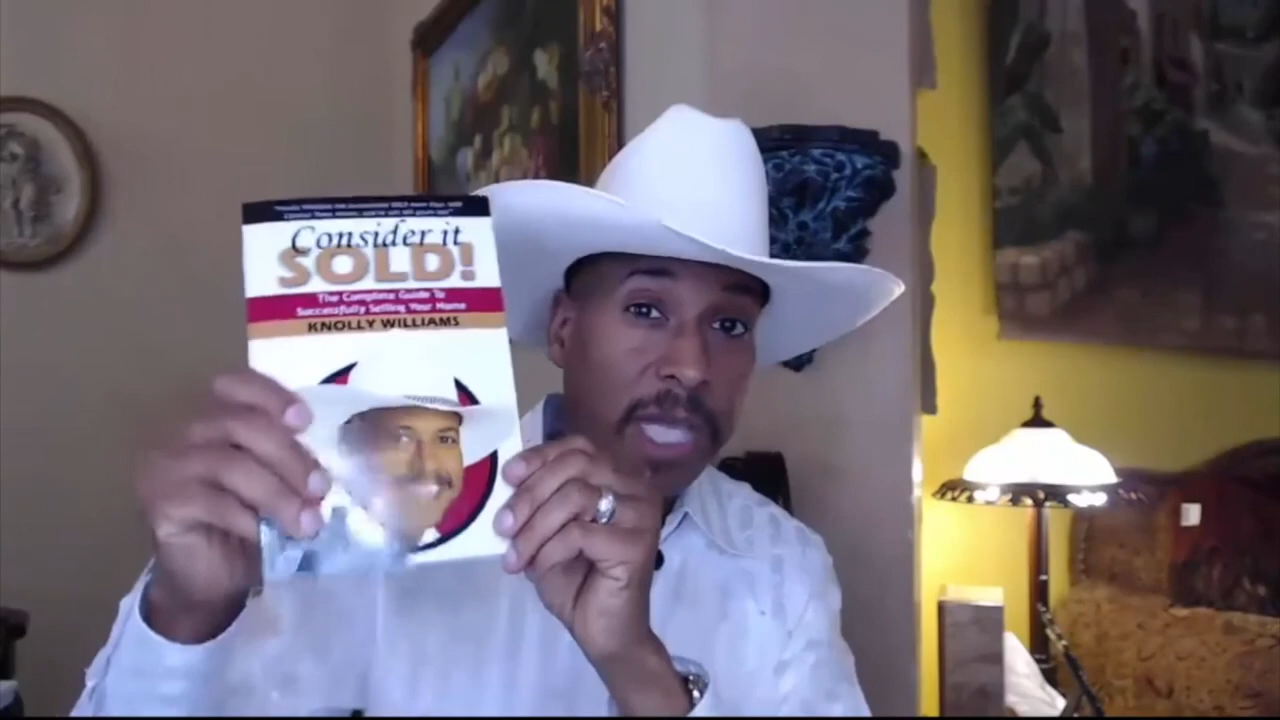 Consider it
SOLD!
The Complete Guide To
Successfully Selling Your Home
KNOLLY WILLIAMS